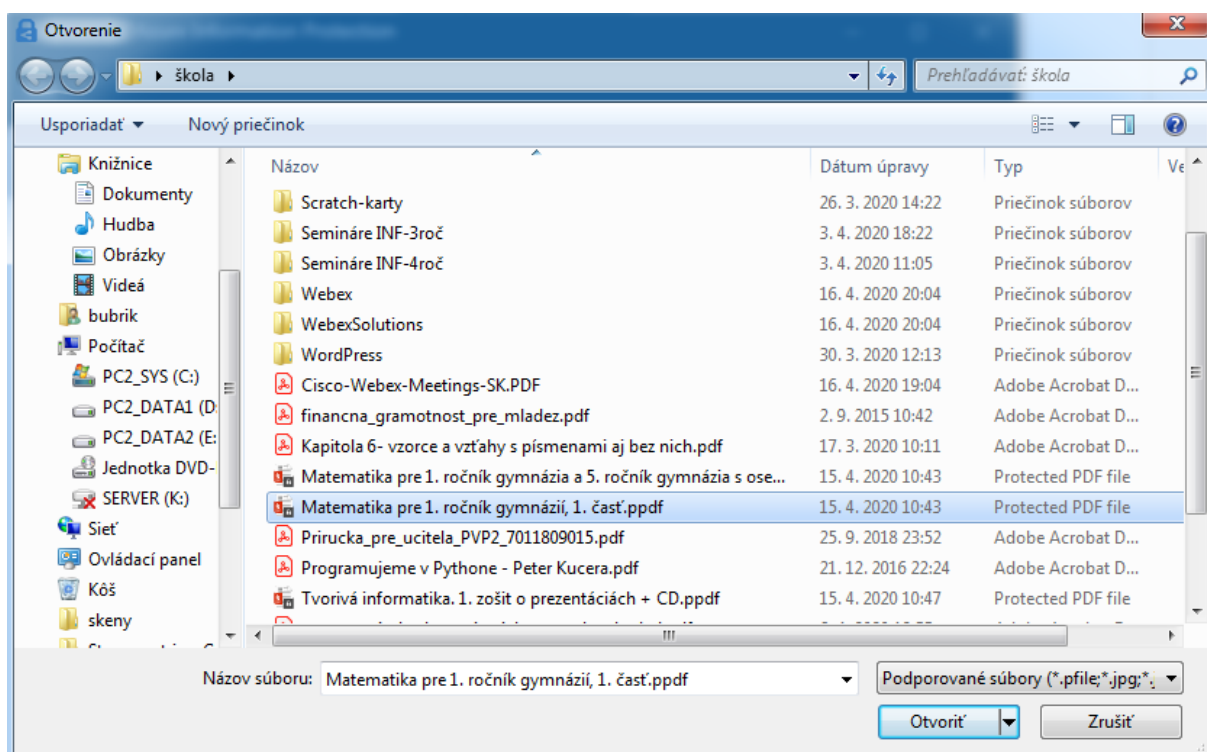 Otvorenie
škola
Prehľadávať: škola
Usporiadať
Nový priečinok
Knižnice
Dokumenty
Hudba
Obrázky
Videá
bubrik
Počítač
PC2_SYS (C:)
PC2_DATA1 (D:
PC2_DATA2 (E:
Jednotka DVD-
SERVER (K:)
Sieť
Ovládací panel
Kôš
skeny
Názov Dátum úpravy Typ Ve
Scratch-karty 26. 3. 2020 14:22 Priečinok súborov
Semináre INF-3roč 3. 4. 2020 18:22 Priečinok súborov
Semináre INF-4roč 3. 4. 2020 11:05 Priečinok súborov
Webex 16. 4. 2020 20:04 Priečinok súborov
WebexSolutions 16. 4. 2020 20:04 Priečinok súborov
WordPress 30. 3. 2020 12:13 Priečinok súborov
Cisco-Webex-Meetings-SK.PDF 16. 4. 2020 19:04 Adobe Acrobat D...
financna_gramotnost_pre_mladez.pdf 2. 9. 2015 10:42 Adobe Acrobat D...
Kapitola 6- vzorce a vzťahy s písmenami aj bez nich.pdf 17. 3. 2020 10:11 Adobe Acrobat D...
Matematika pre 1. ročník gymnázia a 5. ročník gymnázia s ose... 15. 4. 2020 10:43 Protected PDF file
Matematika pre 1. ročník gymnázií, 1. časť.ppdf 15. 4. 2020 10:43 Protected PDF file
Prirucka_pre_ucitela_PVP2_7011809015.pdf 25. 9. 2018 23:52 Adobe Acrobat D...
Programujeme v Pythone - Peter Kucera.pdf 21. 12. 2016 22:24 Adobe Acrobat D...
Tvorivá informatika. 1. zošit o prezentáciách + CD.ppdf 15. 4. 2020 10:47 Protected PDF file
Názov súboru: Matematika pre 1. ročník gymnázií, 1. časť.ppdf
Podporované súbory (*.pfile;*.jpg;*.
Otvoriť
Zrušiť